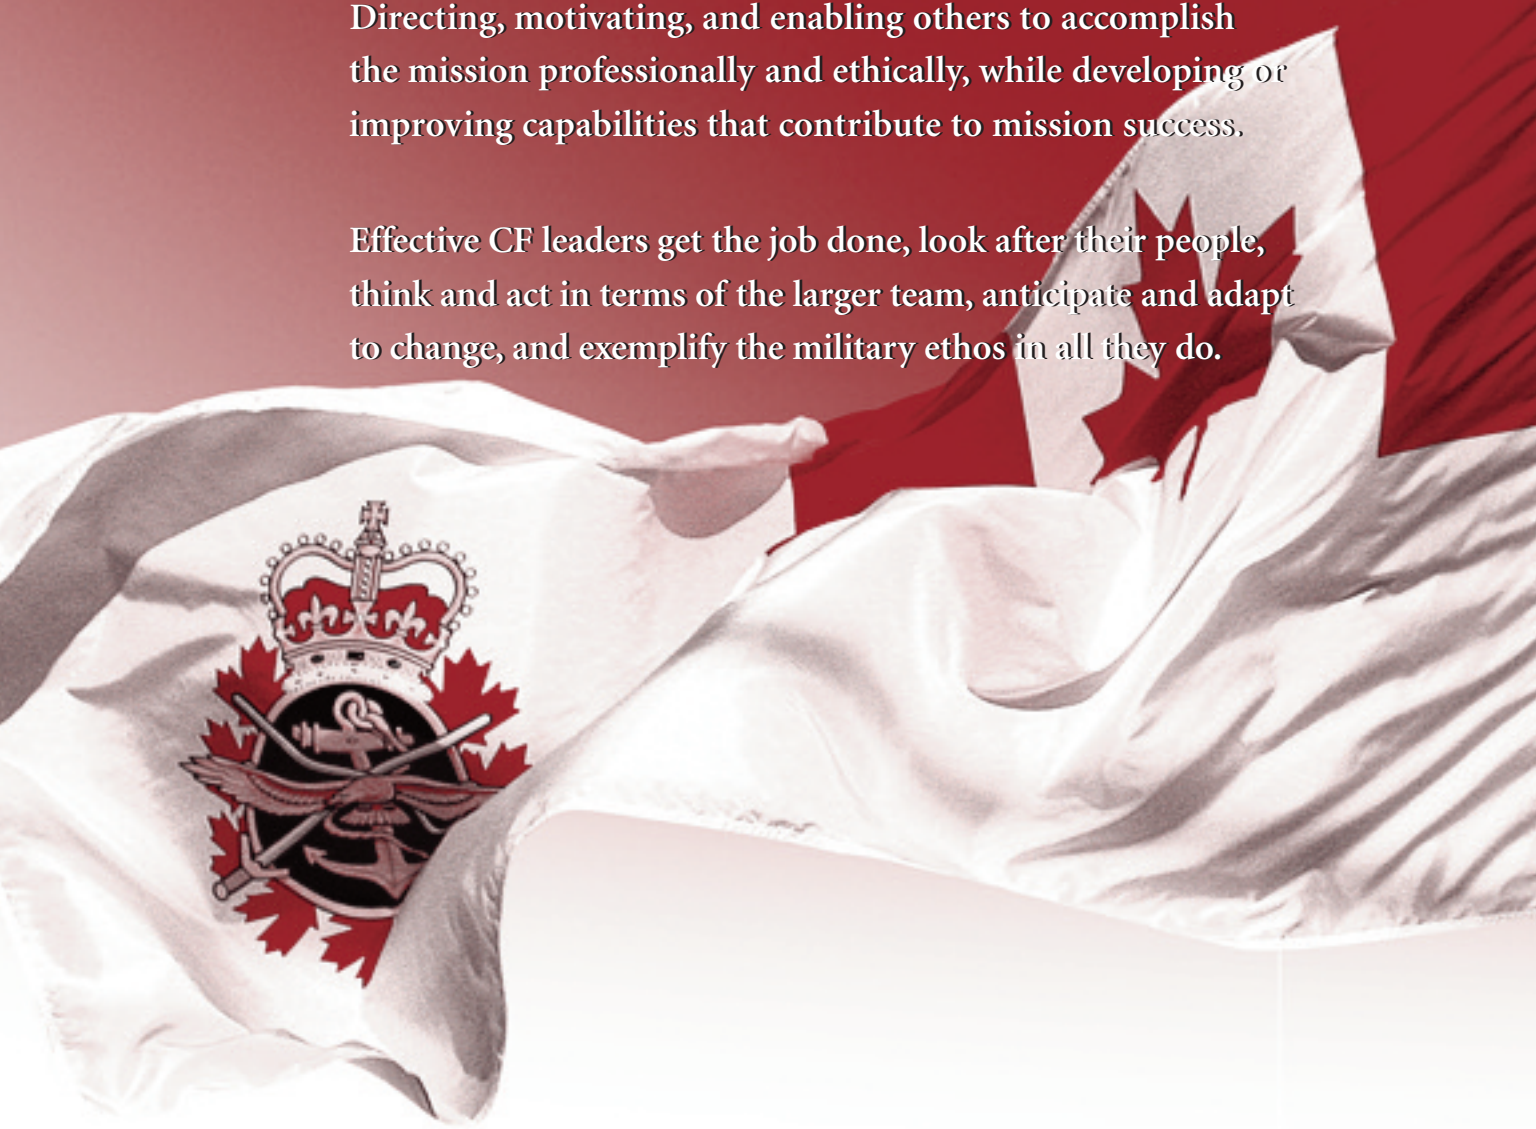 Directing, motivating, and enabling others to accomplish
the mission professionally and ethically, while developing or
improving capabilities that contribute to mission success.
Effective CF leaders get the job done, look after their people,
think and act in terms of the larger team, anticipate and adapt
to change, and exemplify the military ethos in all they do.